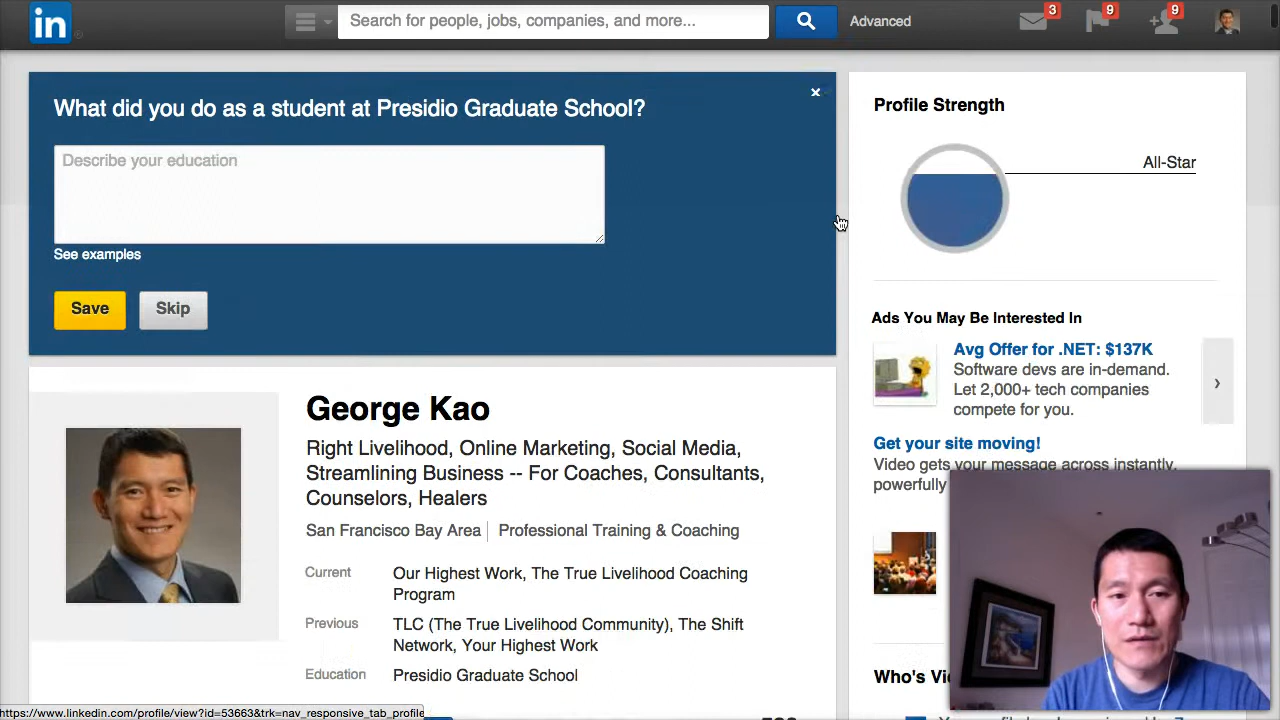 in
Search for people, jobs, companies, and more...
Advanced
3
9
9
What did you do as a student at Presidio Graduate School?
×
Describe your education
See examples
Save
Skip
Profile Strength
All-Star
Ads You May Be Interested In
Avg Offer for .NET: $137K
Software devs are in-demand.
Let 2,000+ tech companies
compete for you.
Get your site moving!
Video gets your message across instantly,
powerfully
George Kao
Right Livelihood, Online Marketing, Social Media,
Streamlining Business -- For Coaches, Consultants,
Counselors, Healers
San Francisco Bay Area
Professional Training & Coaching
Current
Our Highest Work, The True Livelihood Coaching
Program
Previous
TLC (The True Livelihood Community), The Shift
Network, Your Highest Work
Education
Presidio Graduate School
Who's Vi
https://www.linkedin.com/profile/view?id=53663&trk=nav_responsive_tab_profile